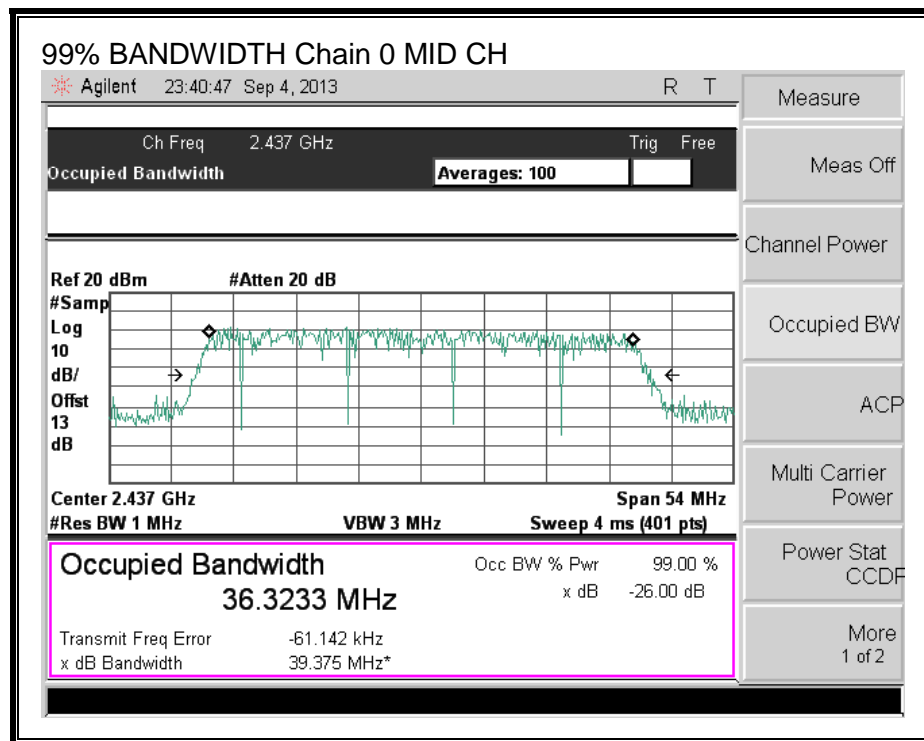 99% BANDWIDTH Chain 0 MID CH
Agilent 23:40:47 Sep 4, 2013 R T
Measure
Ch Freq 2.437 GHz Trig Free
Occupied Bandwidth Averages: 100
Meas Off
Channel Power
Ref 20 dBm #Atten 20 dB
#Samp
Log
10
dB/
Offst
13
dB
Occupied BW
ACP
Center 2.437 GHz Span 54 MHz
#Res BW 1 MHz VBW 3 MHz Sweep 4 ms (401 pts)
Multi Carrier
Power
Occupied Bandwidth Occ BW % Pwr 99.00 %
36.3233 MHz x dB -26.00 dB
Power Stat
CCDF
Transmit Freq Error -61.142 kHz
x dB Bandwidth 39.375 MHz*
More
1 of 2